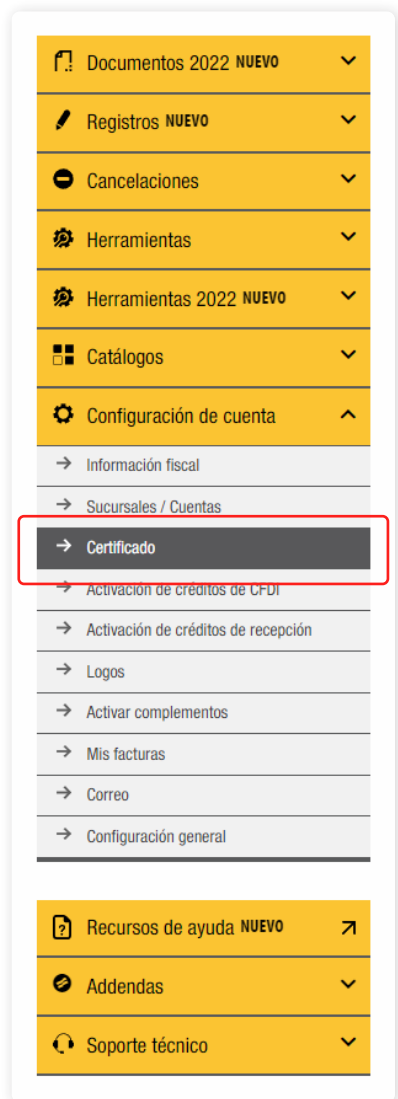 Documentos 2022 NUEVO
Registros NUEVO
Cancelaciones
Herramientas
Herramientas 2022 NUEVO
Catálogos
Configuración de cuenta
Información fiscal
Sucursales / Cuentas
Certificado
Activación de créditos de CFDI
Activación de créditos de recepción
Logos
Activar complementos
Mis facturas
Correo
Configuración general
Recursos de ayuda NUEVO
Addendas
Soporte técnico